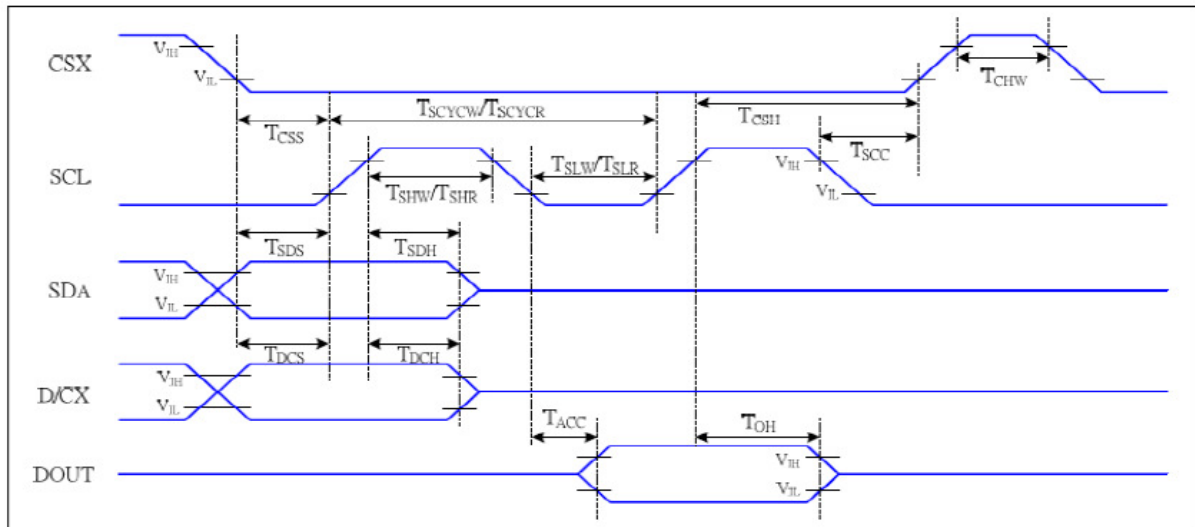 CSX
VIH
VIL
TCHW
TCSS
TSCYCW/TSCYCR
TCSH
TSCC
SCL
TSHW/TSHR
TSLW/TSLR
VIH
VIL
TSDS
TSDH
SDA
VIH
VIL
TDCS
TDCH
D/CX
VIH
VIL
TACC
TOH
DOUT
VIH
VIL